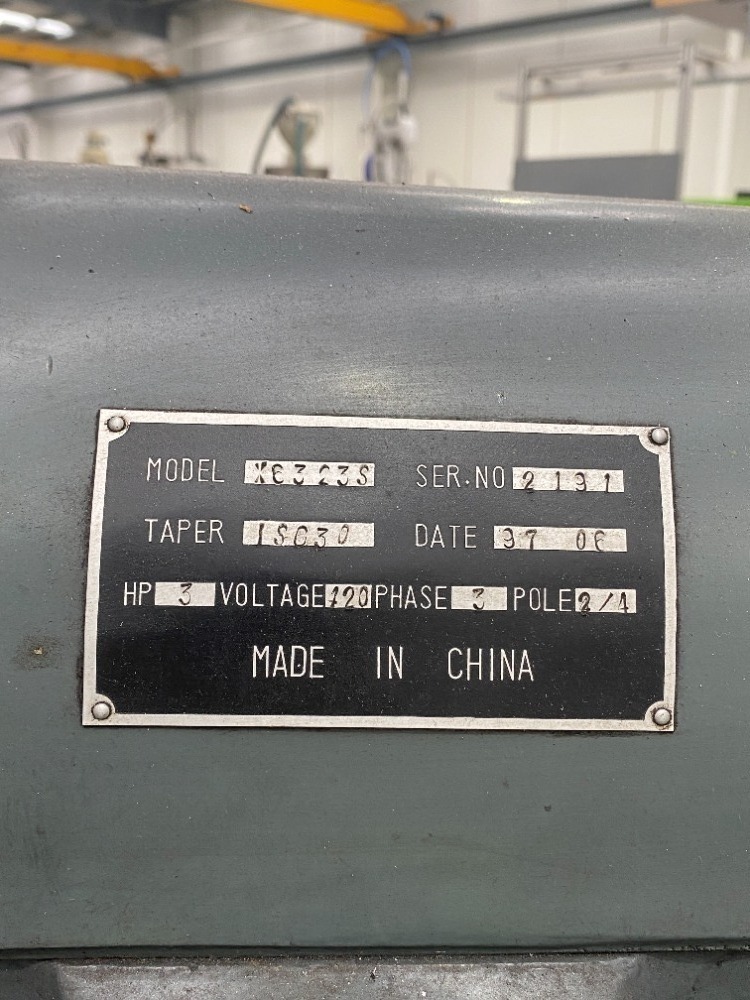 MODEL X6323S SER.NO 2191
TAPER ISO30 DATE 97 06
HP 3 VOLTAGE 420 PHASE 3 POLE 2/4
MADE IN CHINA